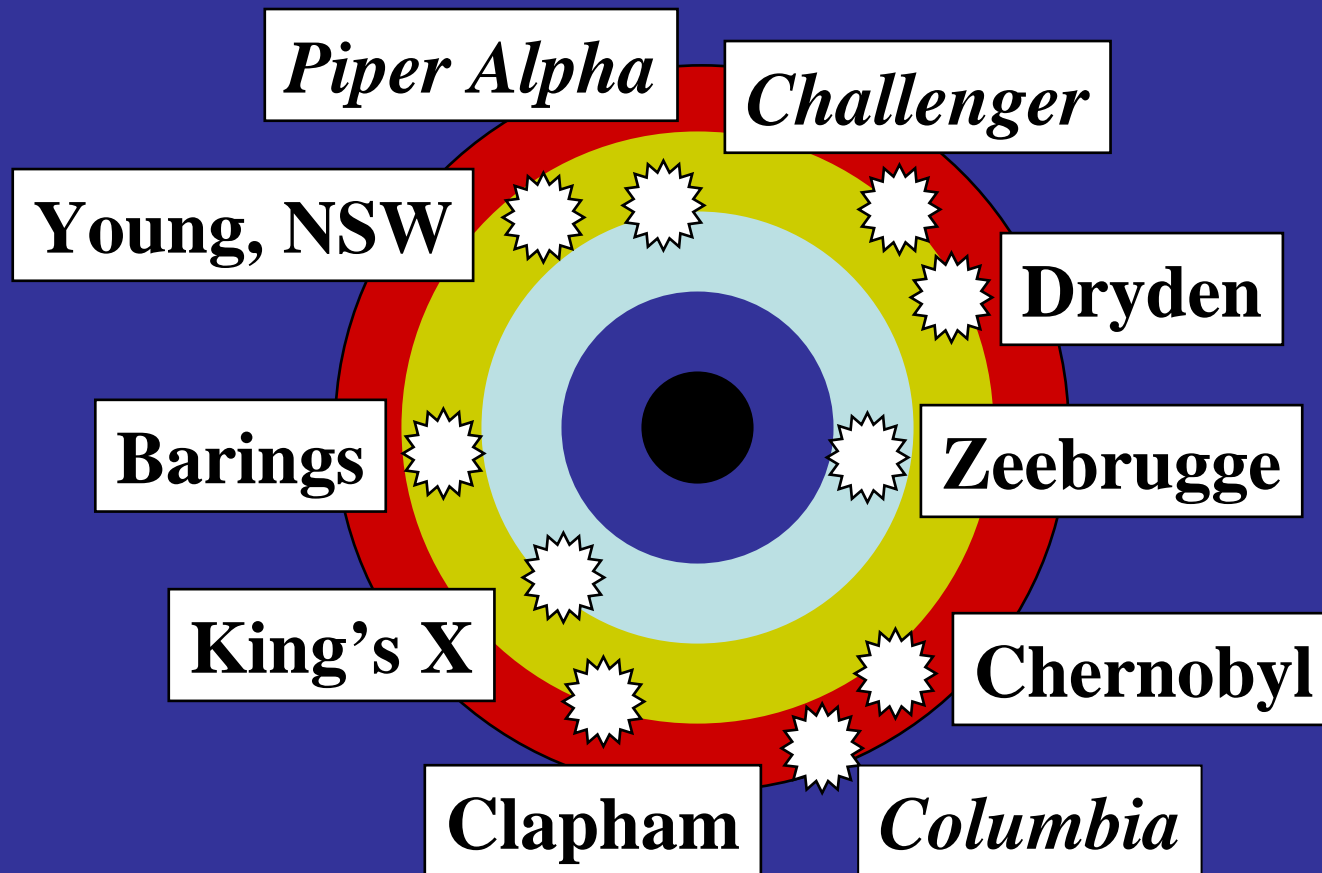 Piper Alpha
Challenger
Young, NSW
Dryden
Barings
Zeebrugge
King’s X
Chernobyl
Clapham
Columbia